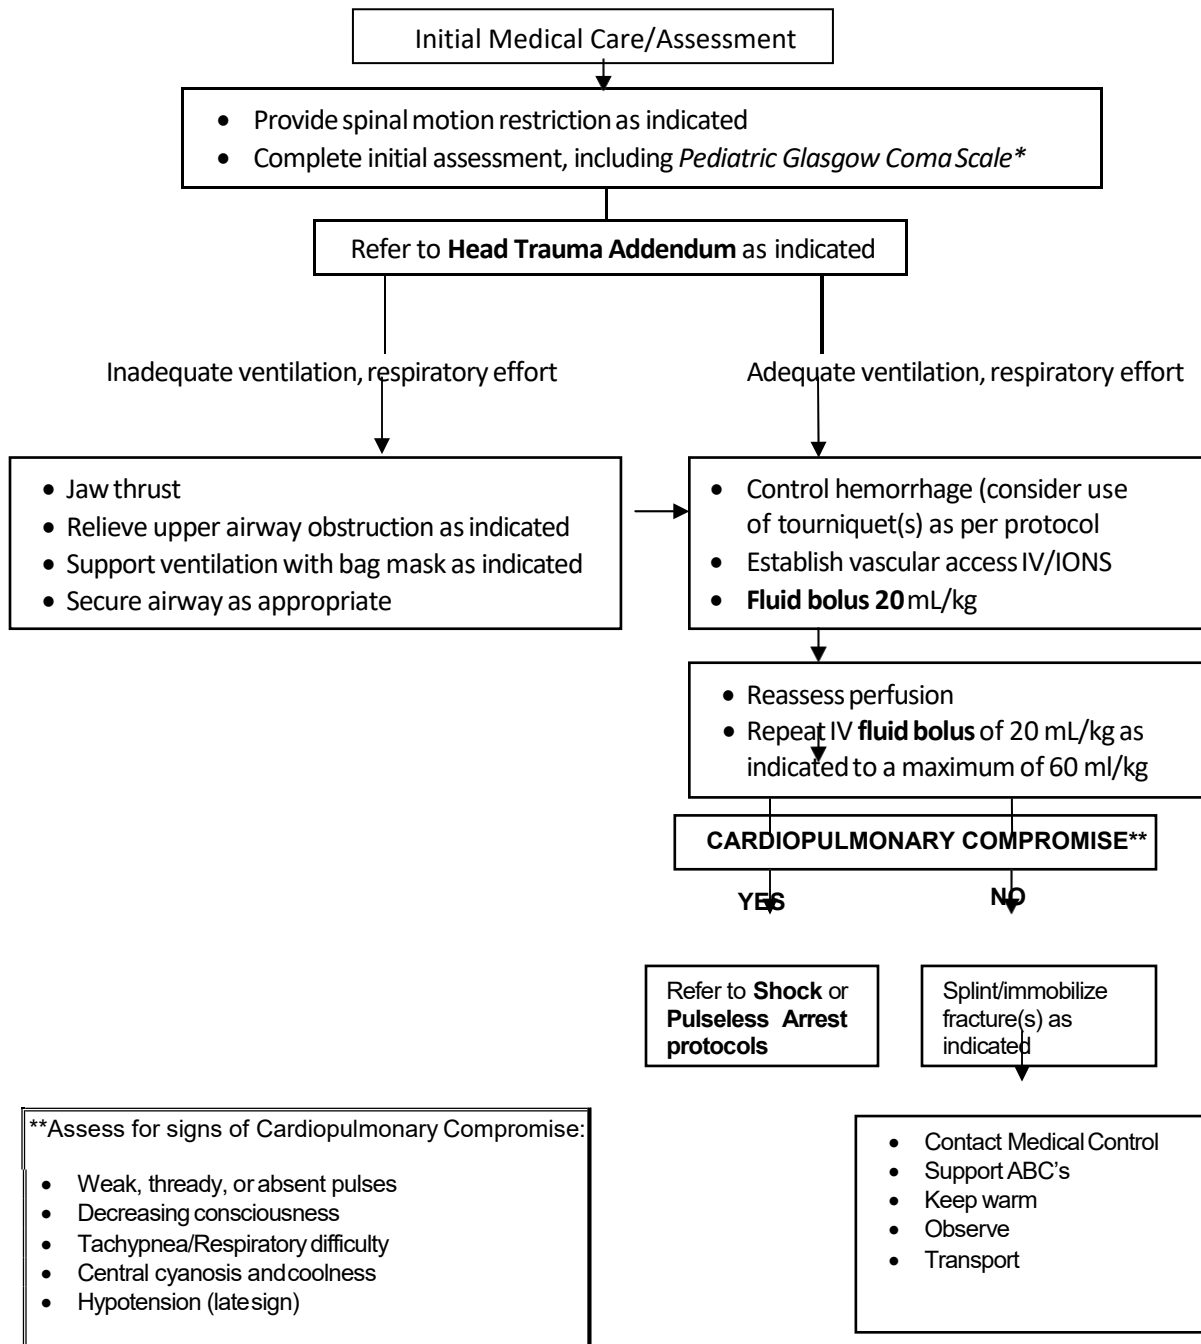 Initial Medical Care/Assessment
• Provide spinal motion restriction as indicated
• Complete initial assessment, including Pediatric Glasgow Coma Scale*
Refer to Head Trauma Addendum as indicated
Inadequate ventilation, respiratory effort
Adequate ventilation, respiratory effort
• Jaw thrust
• Relieve upper airway obstruction as indicated
• Support ventilation with bag mask as indicated
• Secure airway as appropriate
• Control hemorrhage (consider use
of tourniquet(s) as per protocol
• Establish vascular access IV/IONS
• Fluid bolus 20 mL/kg
• Reassess perfusion
• Repeat IV fluid bolus of 20 mL/kg as
indicated to a maximum of 60 ml/kg
CARDIOPULMONARY COMPROMISE**
YES
NO
Refer to Shock or
Pulseless Arrest
protocols
Splint/immobilize
fracture(s) as
indicated
**Assess for signs of Cardiopulmonary Compromise:
• Weak, thready, or absent pulses
• Decreasing consciousness
• Tachypnea/Respiratory difficulty
• Central cyanosis and coolness
• Hypotension (late sign)
• Contact Medical Control
• Support ABC's
• Keep warm
• Observe
• Transport